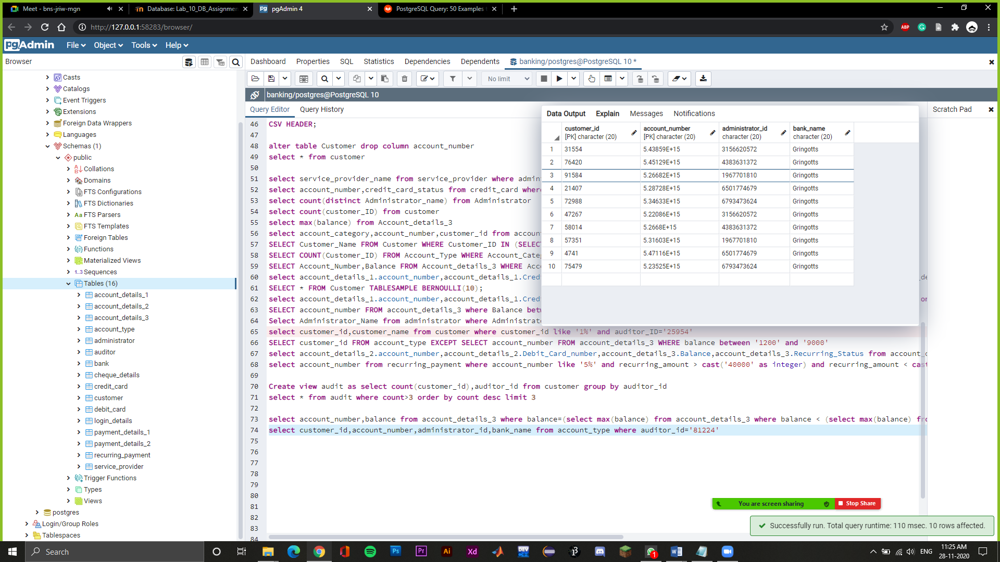 Meet - bns-jriw-mgn
Database: Lab_10_DB_Assignmen
pgAdmin 4
PostgreSQL Query: 50 Examples
http://127.0.0.1:58283/browser/
ABP
pgAdmin File Object Tools Help
Browser
Dashboard Properties SQL Statistics Dependencies Dependents banking/postgres@PostgreSQL 10 *
No limit
banking/postgres@PostgreSQL 10
Query Editor Query History
Scratch Pad
Casts
Catalogs
Event Triggers
Extensions
Foreign Data Wrappers
Languages
Schemas (1)
public
Collations
Domains
FTS Configurations
FTS Dictionaries
Aa FTS Parsers
FTS Templates
Foreign Tables
Functions
Materialized Views
1..3 Sequences
Tables (16)
account_details_1
account_details_2
account_details_3
account_type
administrator
auditor
bank
cheque_details
credit_card
customer
debit_card
login_details
payment_details_1
payment_details_2
recurring_payment
service_provider
Trigger Functions
Types
Views
postgres
Login/Group Roles
Tablespaces
46 CSV HEADER;
47
48 alter table Customer drop column account_number
49 select * from customer
50
51 select service_provider_name from service_provider where admin
52 select account_number,credit_card_status from credit_card wher
53 select count(distinct Administrator_name) from Administrator
54 select count(customer_ID) from customer
55 select max(balance) from Account_details_3
56 select account_category,account_number,customer_id from accoun
57 SELECT Customer_Name FROM Customer WHERE Customer_ID IN (SELEC
58 SELECT COUNT(Customer_ID) FROM Account_Type WHERE Account_Cate
59 SELECT Account_Number,Balance FROM Account_details_3 WHERE Acc
60 select account_details_1.account_number,account_details_1.Cred
61 SELECT * FROM Customer TABLESAMPLE BERNOULLI(10);
62 select account_details_1.account_number,account_details_1.Cred or
63 SELECT account_number FROM account_details_3 where Balance betw
64 Select Administrator_Name from administrator where Administrat
65 select customer_id,customer_name from customer where customer_id like '1%' and auditor_ID='25954'
66 SELECT customer_id FROM account_type EXCEPT SELECT account_number FROM account_details_3 WHERE balance between '1200' and '9000'
67 select account_details_2.account_number,account_details_2.Debit_Card_number,account_details_3.Balance,account_details_3.Recurring_Status from account_d
68 select account_number from recurring_payment where account_number like '5%' and recurring_amount > cast('40000' as integer) and recurring_amount < cast
69
70 Create view audit as select count(customer_id),auditor_id from customer group by auditor_id
71 select * from audit where count>3 order by count desc limit 3
72
73 select account_number,balance from account_details_3 where balance=(select max(balance) from account_details_3 where balance < (select max(balance) fro
74 select customer_id,account_number,administrator_id,bank_name from account_type where auditor_id='81224'
75
76
77
78
79
80
81
82
83
84
Data Output Explain Messages Notifications
customer_id account_number administrator_id bank_name
[PK] character (20) [PK] character (20) character (20) character (20)
1 31554 5.43859E+15 3156620572 Gringotts
2 76420 5.45129E+15 4383631372 Gringotts
3 91584 5.26682E+15 1967701810 Gringotts
4 21407 5.28728E+15 6501774679 Gringotts
5 72988 5.34633E+15 6793473624 Gringotts
6 47267 5.22086E+15 3156620572 Gringotts
7 58014 5.2668E+15 4383631372 Gringotts
8 57351 5.31603E+15 1967701810 Gringotts
9 4741 5.47116E+15 6501774679 Gringotts
10 75479 5.23525E+15 6793473624 Gringotts
You are screen sharing Stop Share
Successfully run. Total query runtime: 110 msec. 10 rows affected.
Search
Ps Pr Ai Xd DEV 1
ENG
11:25 AM
28-11-2020